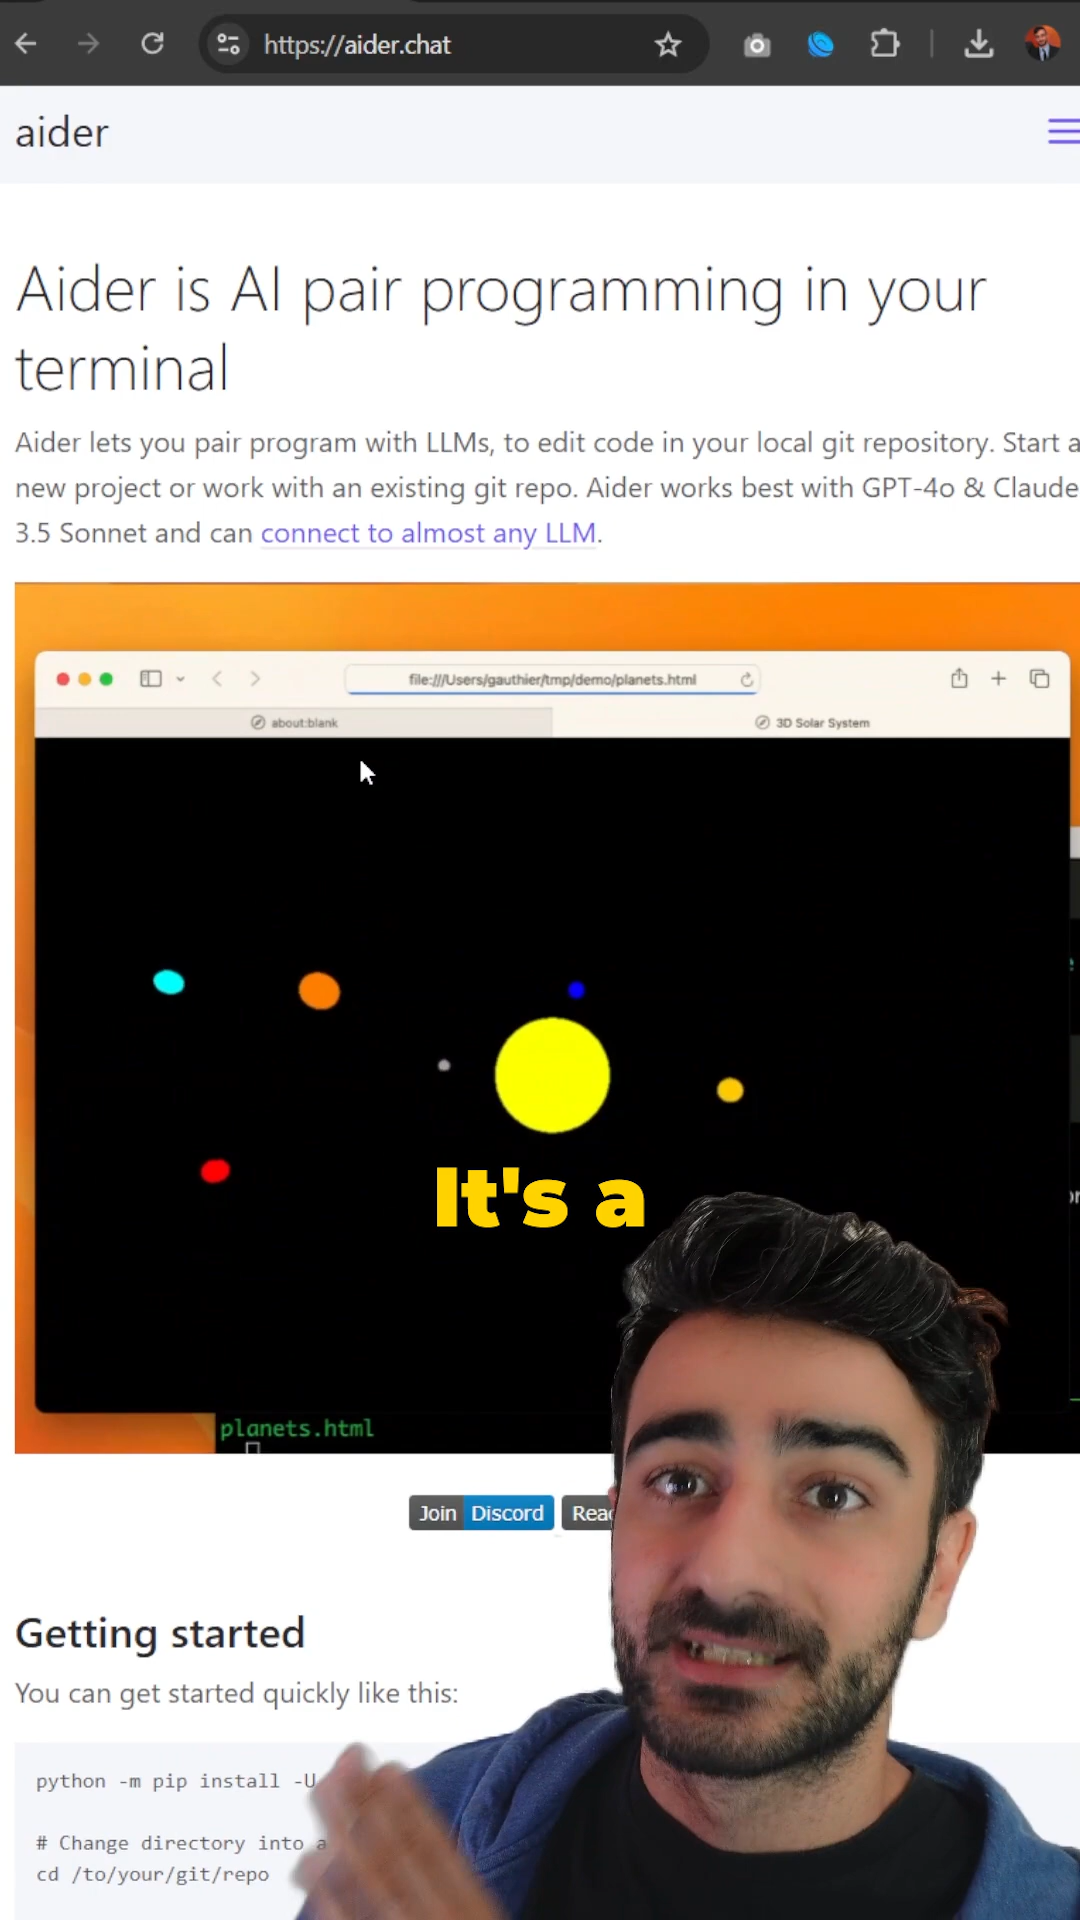 https://aider.chat
aider
Aider is AI pair programming in your
terminal
Aider lets you pair program with LLMs, to edit code in your local git repository. Start a
new project or work with an existing git repo. Aider works best with GPT-4o & Claude
3.5 Sonnet and can connect to almost any LLM.
file:///Users/gauthier/tmp/demo/planets.html
about:blank
3D Solar System
It's a
planets.html
Join Discord
Getting started
You can get started quickly like this:
python -m pip install -U
# Change directory into a
cd /to/your/git/repo